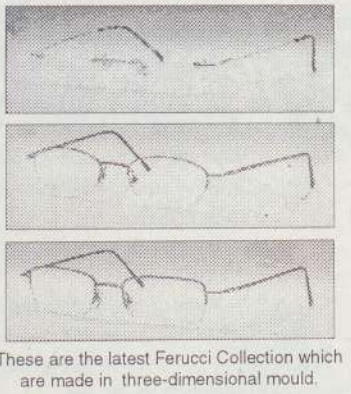 These are the latest Ferucci Collection which
are made in three-dimensional mould.